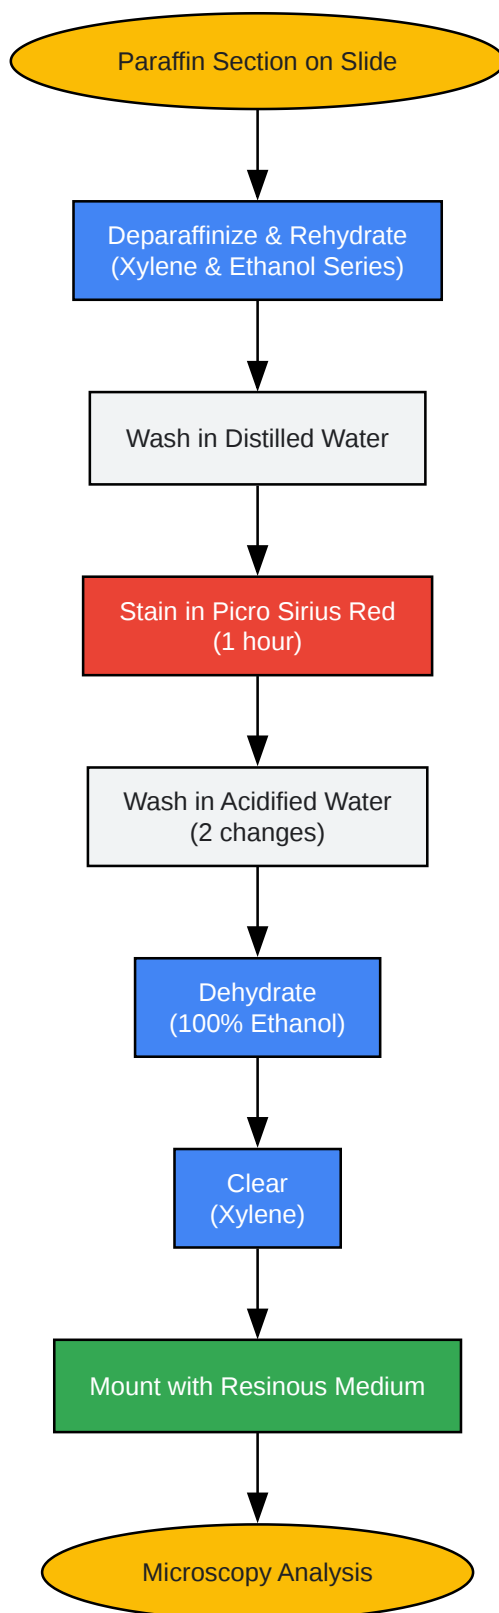 Paraffin Section on Slide
Deparaffinize & Rehydrate
(Xylene & Ethanol Series)
Wash in Distilled Water
Stain in Picro Sirius Red
(1 hour)
Wash in Acidified Water
(2 changes)
Dehydrate
(100% Ethanol)
Clear
(Xylene)
Mount with Resinous Medium
Microscopy Analysis